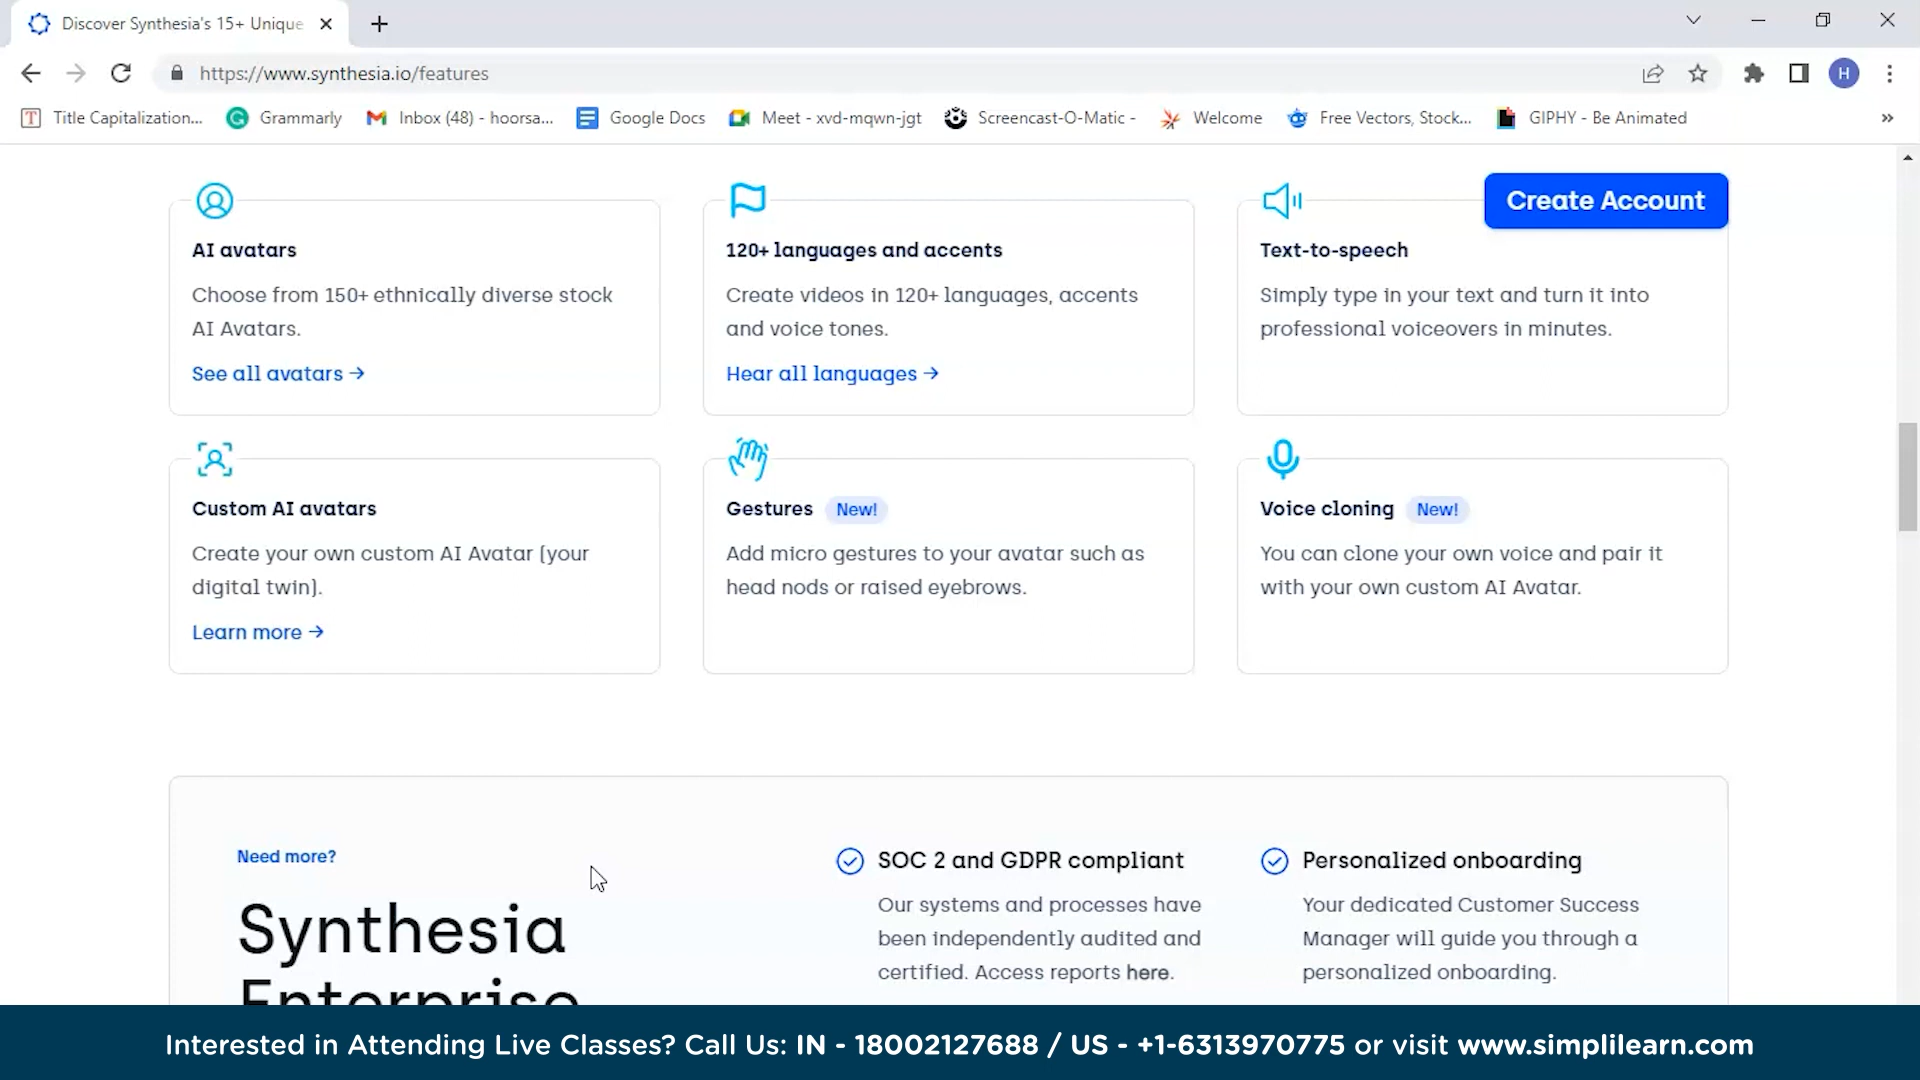 Discover Synthesia's 15+ Unique
https://www.synthesia.io/features
H
T Title Capitalization... Grammarly Inbox (48) - hoorsa... Google Docs Meet - xvd-mqwn-jgt Screencast-O-Matic - Welcome Free Vectors, Stock... GIPHY - Be Animated »
Create Account
AI avatars
Choose from 150+ ethnically diverse stock
AI Avatars.
See all avatars →
120+ languages and accents
Create videos in 120+ languages, accents
and voice tones.
Hear all languages →
Text-to-speech
Simply type in your text and turn it into
professional voiceovers in minutes.
Custom AI avatars
Create your own custom AI Avatar (your
digital twin).
Learn more →
Gestures New!
Add micro gestures to your avatar such as
head nods or raised eyebrows.
Voice cloning New!
You can clone your own voice and pair it
with your own custom AI Avatar.
Need more?
Synthesia
Enterprise
SOC 2 and GDPR compliant
Our systems and processes have
been independently audited and
certified. Access reports here.
Personalized onboarding
Your dedicated Customer Success
Manager will guide you through a
personalized onboarding.
Interested in Attending Live Classes? Call Us: IN - 18002127688 / US - +1-6313970775 or visit www.simplilearn.com